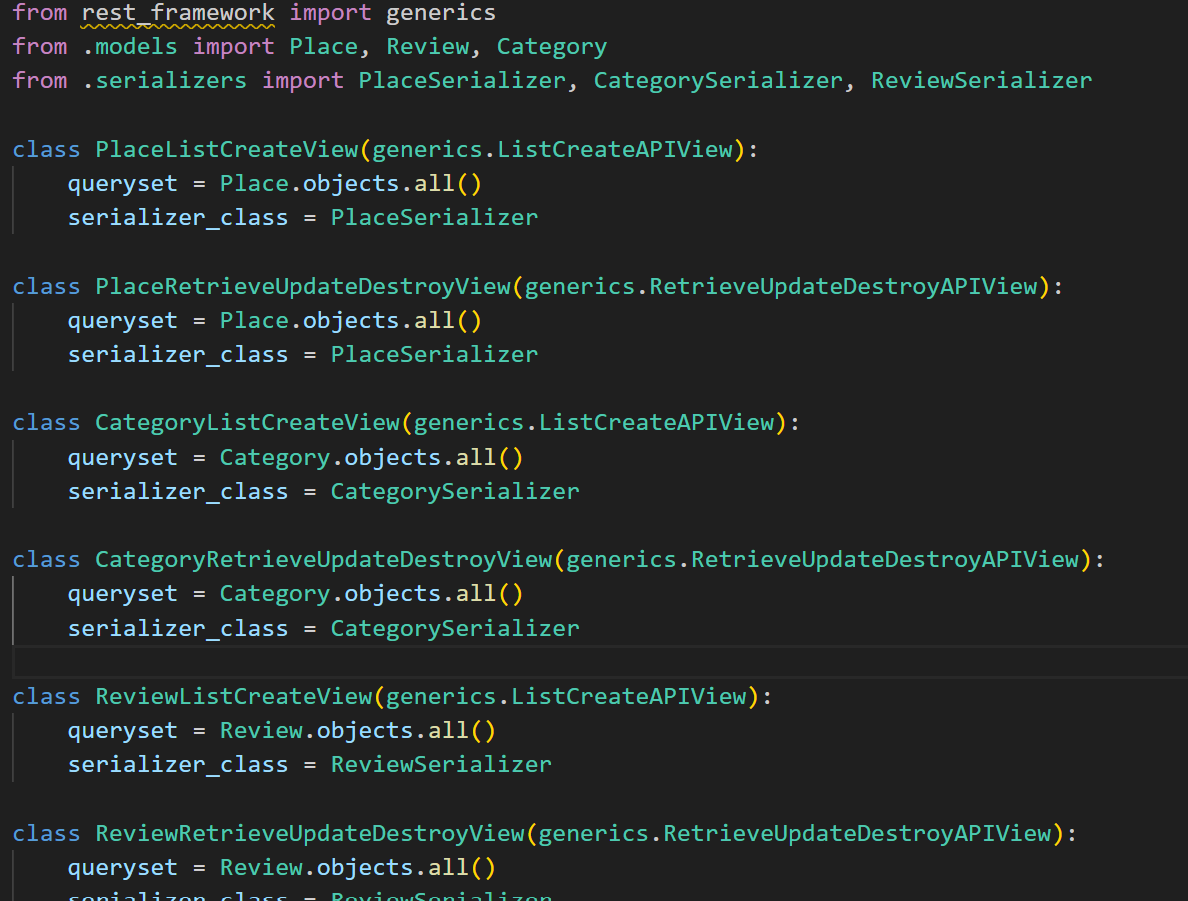 from rest_framework import generics
from .models import Place, Review, Category
from .serializers import PlaceSerializer, CategorySerializer, ReviewSerializer

class PlaceListCreateView(generics.ListCreateAPIView):
    queryset = Place.objects.all()
    serializer_class = PlaceSerializer

class PlaceRetrieveUpdateDestroyView(generics.RetrieveUpdateDestroyAPIView):
    queryset = Place.objects.all()
    serializer_class = PlaceSerializer

class CategoryListCreateView(generics.ListCreateAPIView):
    queryset = Category.objects.all()
    serializer_class = CategorySerializer

class CategoryRetrieveUpdateDestroyView(generics.RetrieveUpdateDestroyAPIView):
    queryset = Category.objects.all()
    serializer_class = CategorySerializer

class ReviewListCreateView(generics.ListCreateAPIView):
    queryset = Review.objects.all()
    serializer_class = ReviewSerializer

class ReviewRetrieveUpdateDestroyView(generics.RetrieveUpdateDestroyAPIView):
    queryset = Review.objects.all()
    serializer_class = ReviewSerializer